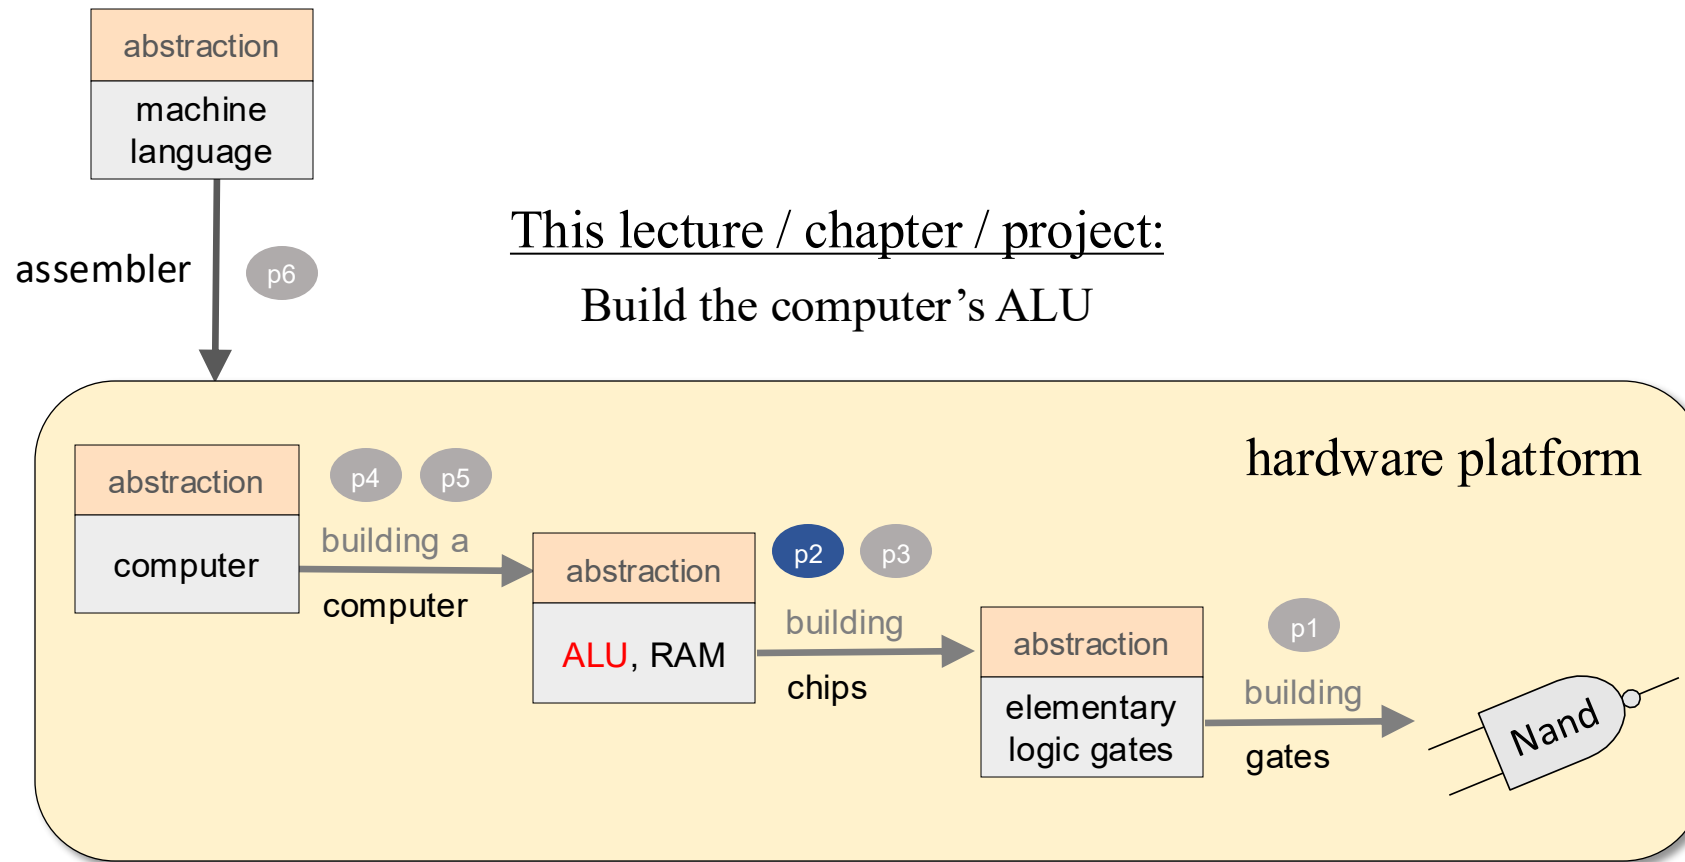 abstraction
machine
language
This lecture / chapter / project:
assembler
p6
Build the computer’s ALU
hardware platform
abstraction
computer
p4
p5
building a
computer
abstraction
ALU, RAM
p2
p3
building
chips
abstraction
elementary
logic gates
p1
building
gates
Nand